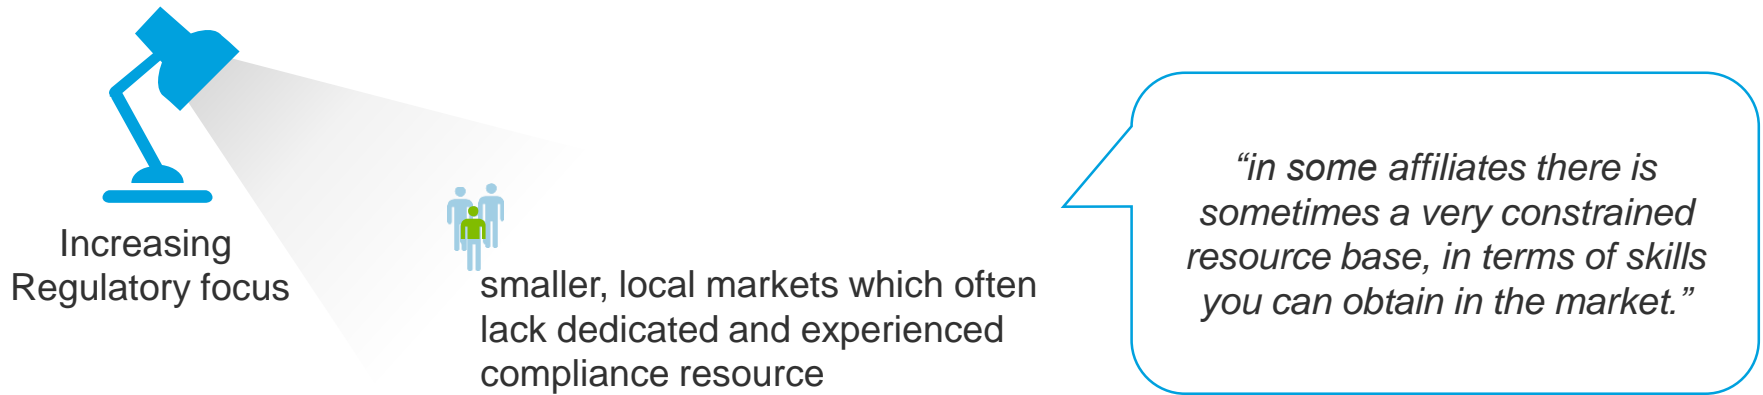 Increasing
Regulatory focus
smaller, local markets which often
lack dedicated and experienced
compliance resource
“in some affiliates there is
sometimes a very constrained
resource base, in terms of skills
you can obtain in the market.”